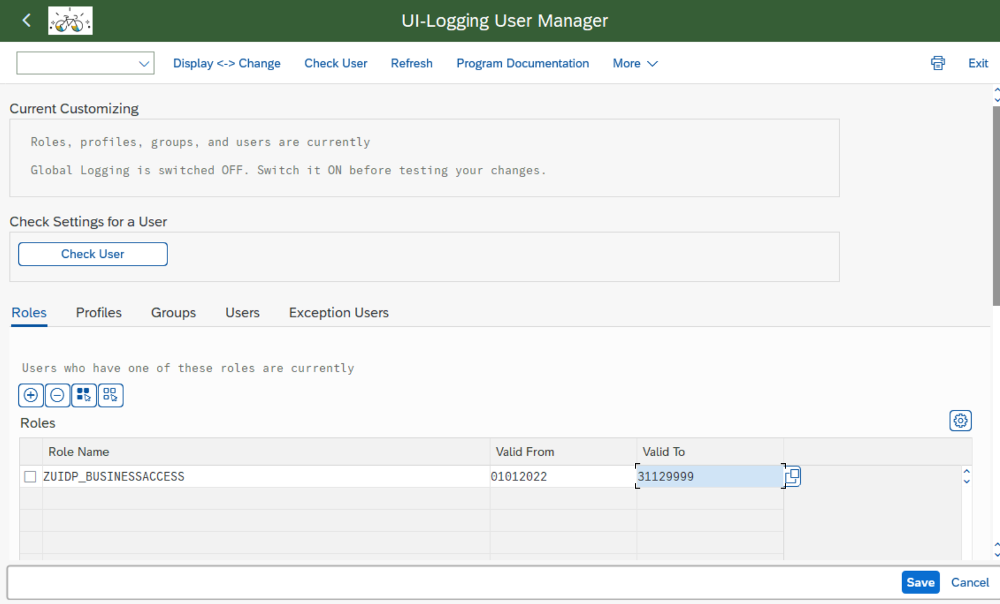 UI-Logging User Manager
Display <-> Change Check User Refresh Program Documentation More Exit
Current Customizing
Roles, profiles, groups, and users are currently
Global Logging is switched OFF. Switch it ON before testing your changes.
Check Settings for a User
Check User
Roles Profiles Groups Users Exception Users
Users who have one of these roles are currently
Roles
Role Name Valid From Valid To
ZUIDP_BUSINESSACCESS 01012022 31129999
Save Cancel